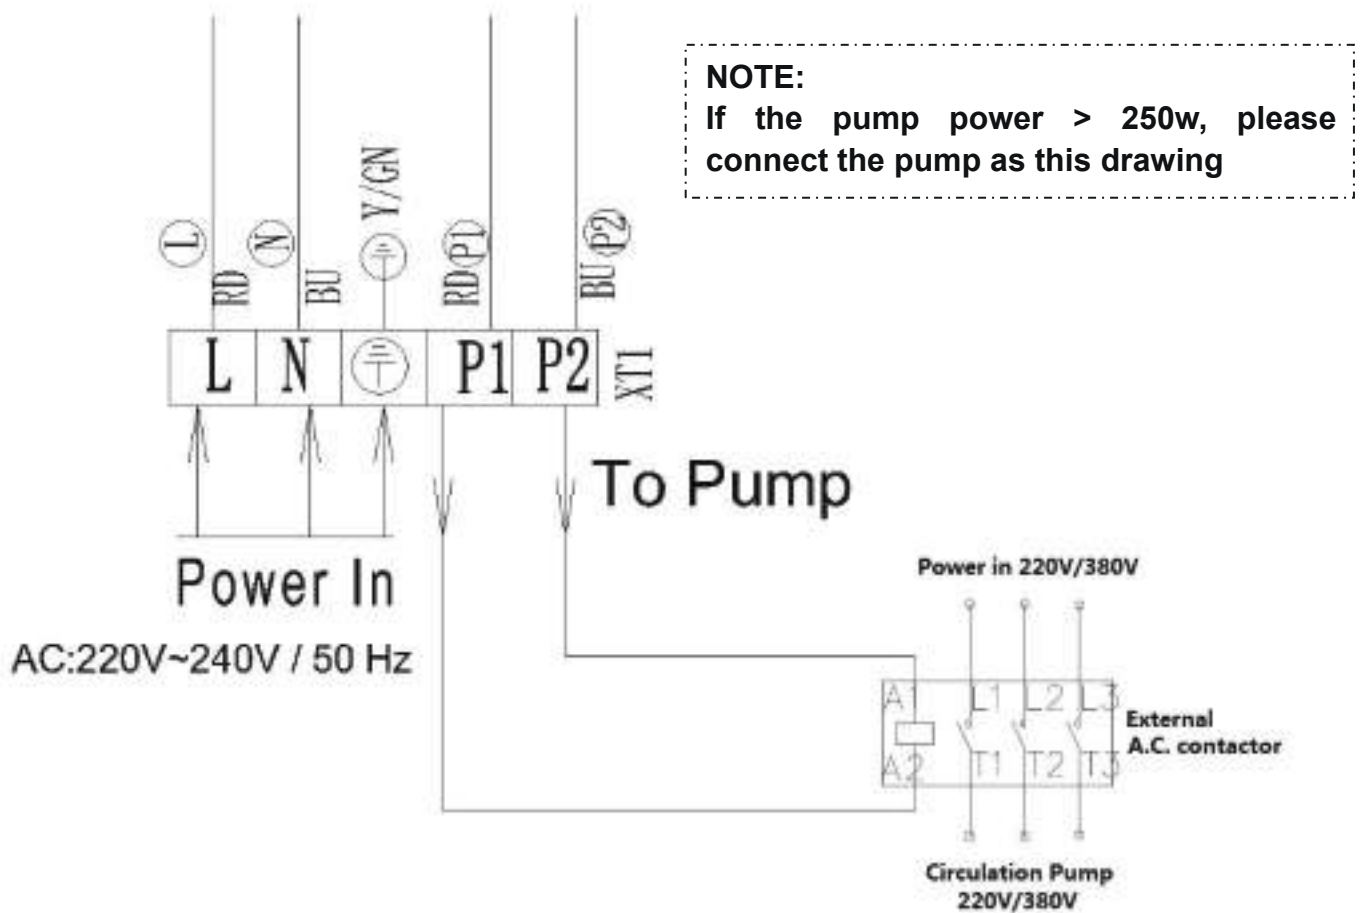 NOTE:
If the pump power > 250w, please
connect the pump as this drawing
L
RD
N
BU
Y/GN
RD
P1
BU
P2
L N P1 P2
XT1
To Pump
Power In
AC:220V~240V / 50 Hz
Power in 220V/380V
A1 L1 L2 L3
A2 T1 T2 T3
External
A.C. contactor
Circulation Pump
220V/380V